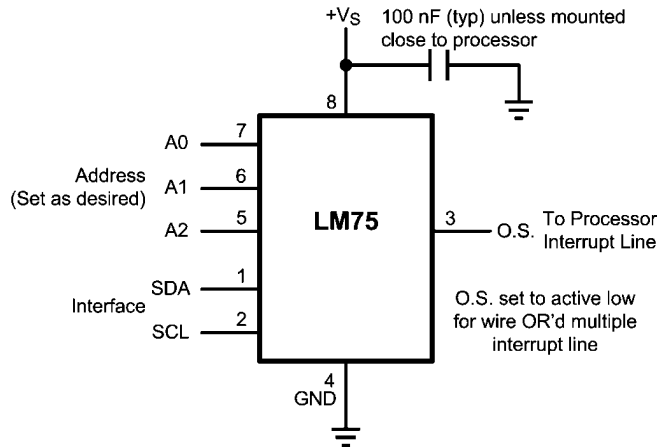 +VS
100 nF (typ) unless mounted
close to processor
8
A0
7
Address
(Set as desired)
A1
6
A2
5
LM75
3
O.S.
To Processor
Interrupt Line
Interface
SDA
1
SCL
2
O.S. set to active low
for wire OR'd multiple
interrupt line
4
GND